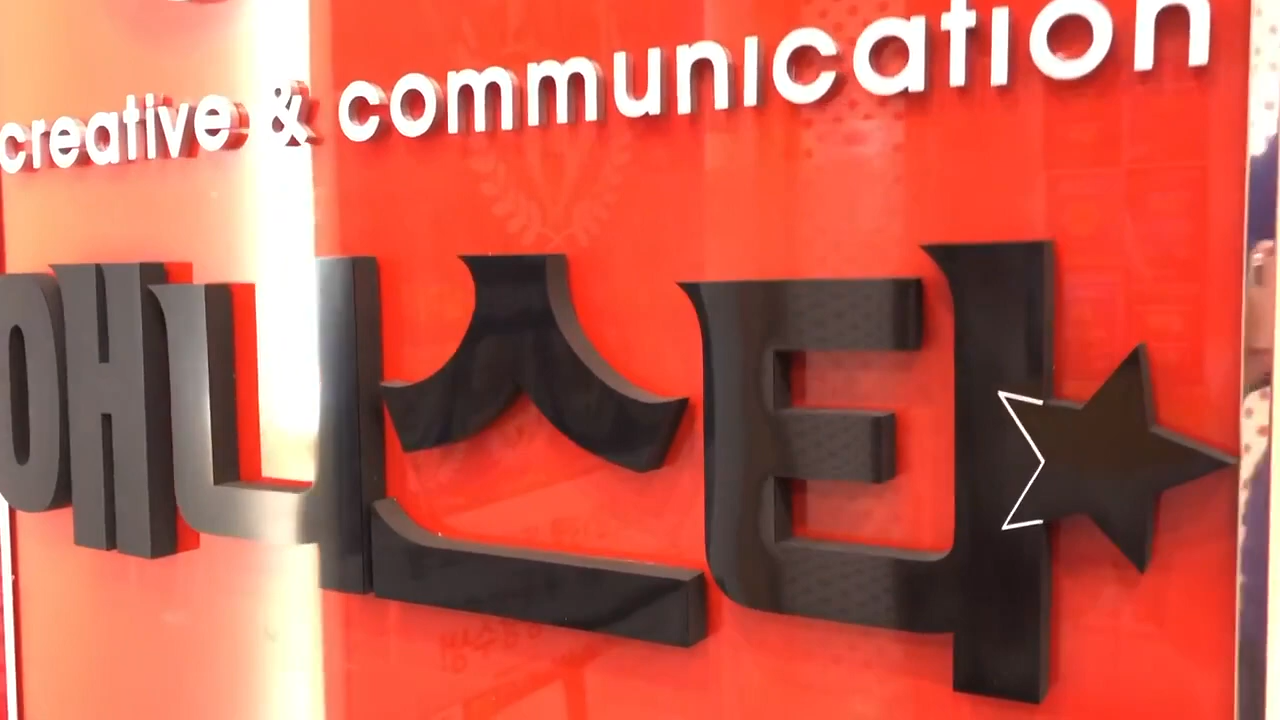 creative & communication
애니스타